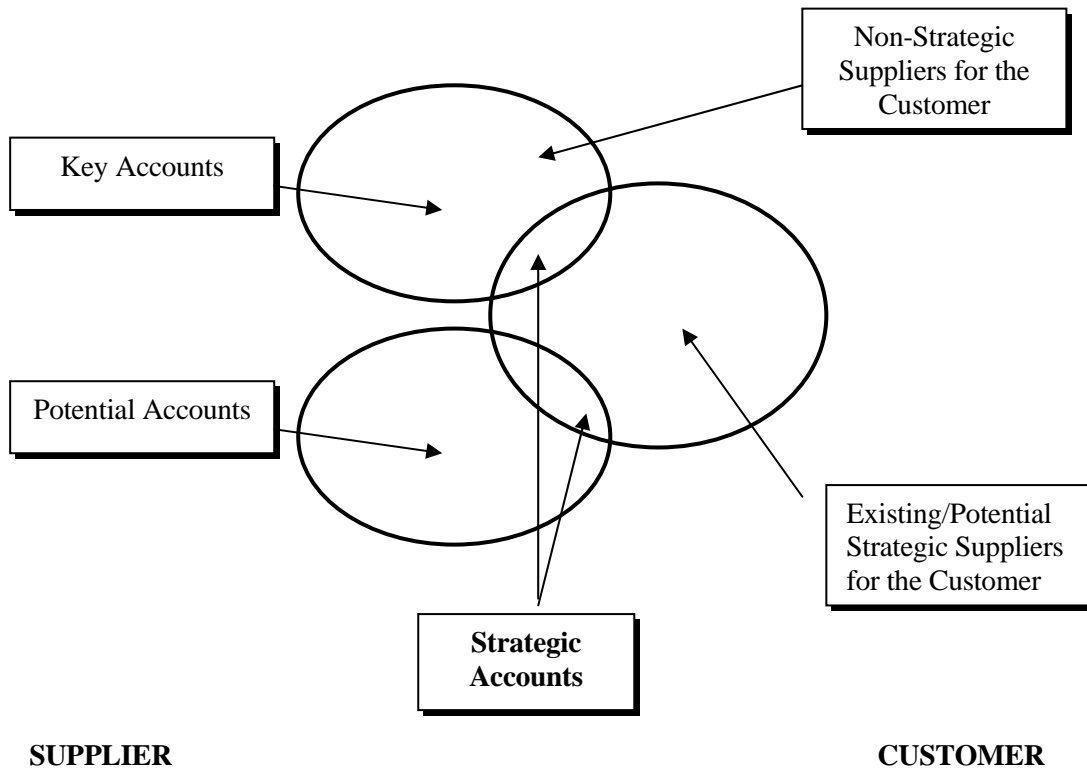 Non-Strategic
Suppliers for the
Customer
Key Accounts
Potential Accounts
Existing/Potential
Strategic Suppliers
for the Customer
Strategic
Accounts
SUPPLIER
CUSTOMER